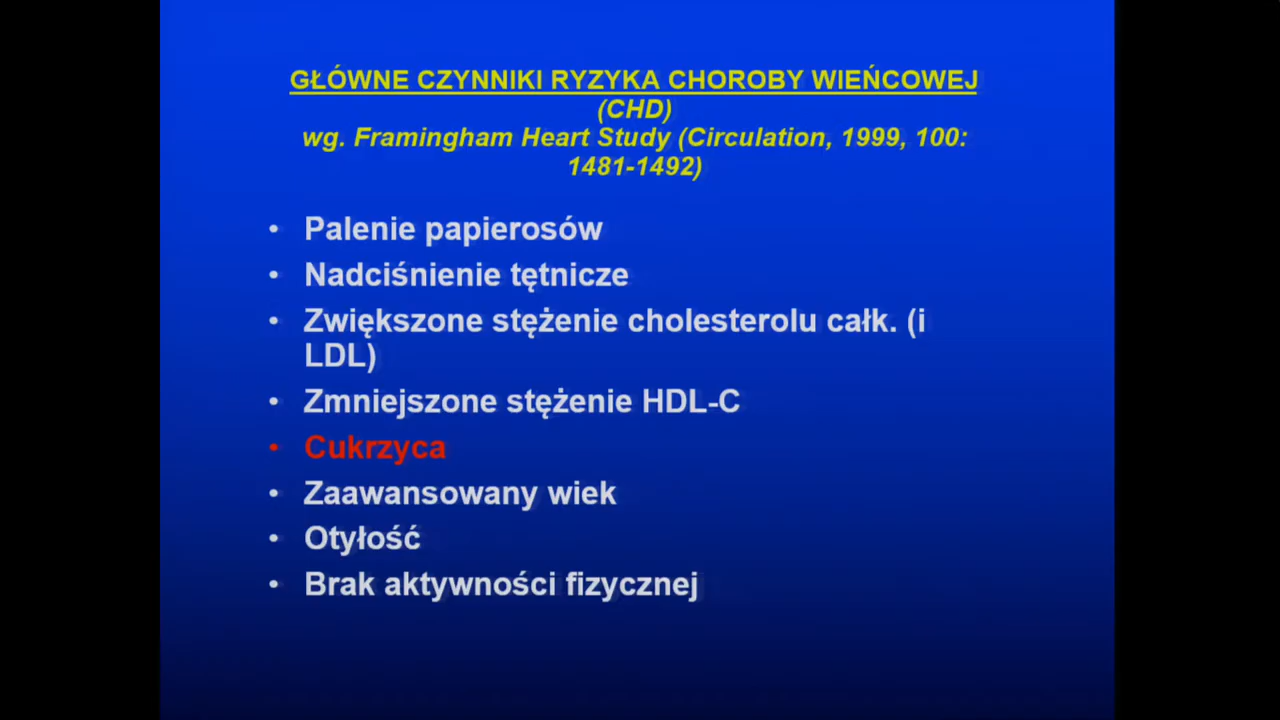 GŁÓWNE CZYNNIKI RYZYKA CHOROBY WIEŃCOWEJ
(CHD)
wg. Framingham Heart Study (Circulation, 1999, 100:
1481-1492)
• Palenie papierosów
• Nadciśnienie tętnicze
• Zwiększone stężenie cholesterolu całk. (i
LDL)
• Zmniejszone stężenie HDL-C
• Cukrzyca
• Zaawansowany wiek
• Otyłość
• Brak aktywności fizycznej